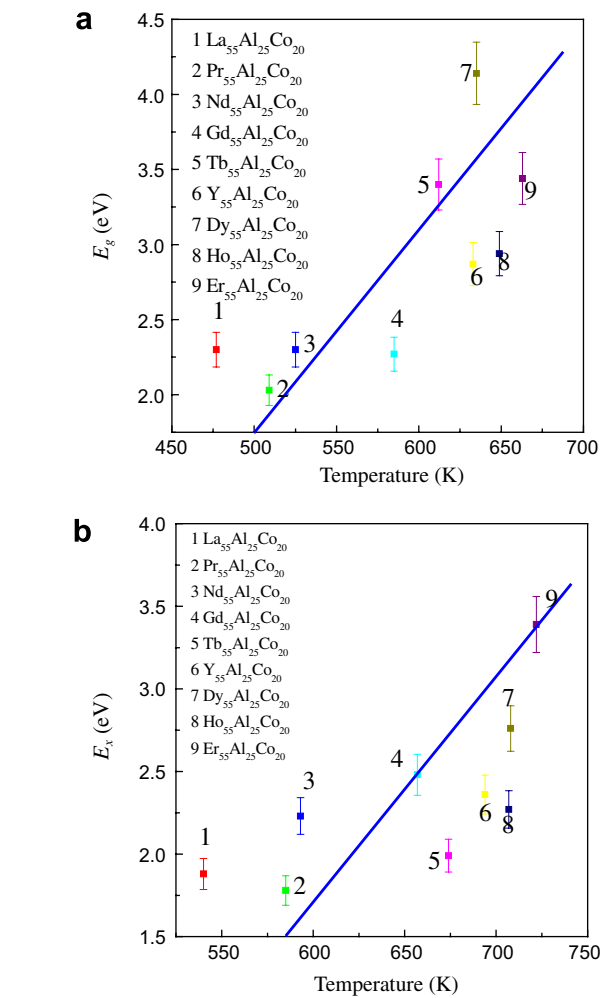 a
4.5
4.0
3.5
3.0
2.5
2.0
E_g (eV)
1 La₅₅Al₂₅Co₂₀
2 Pr₅₅Al₂₅Co₂₀
3 Nd₅₅Al₂₅Co₂₀
4 Gd₅₅Al₂₅Co₂₀
5 Tb₅₅Al₂₅Co₂₀
6 Y₅₅Al₂₅Co₂₀
7 Dy₅₅Al₂₅Co₂₀
8 Ho₅₅Al₂₅Co₂₀
9 Er₅₅Al₂₅Co₂₀
7
5
9
8
6
1
3
4
2
450 500 550 600 650 700
Temperature (K)
b
4.0
3.5
3.0
2.5
2.0
1.5
Eₓ (eV)
1 La₅₅Al₂₅Co₂₀
2 Pr₅₅Al₂₅Co₂₀
3 Nd₅₅Al₂₅Co₂₀
4 Gd₅₅Al₂₅Co₂₀
5 Tb₅₅Al₂₅Co₂₀
6 Y₅₅Al₂₅Co₂₀
7 Dy₅₅Al₂₅Co₂₀
8 Ho₅₅Al₂₅Co₂₀
9 Er₅₅Al₂₅Co₂₀
9
7
4
3
6
8
1
5
2
550 600 650 700 750
Temperature (K)